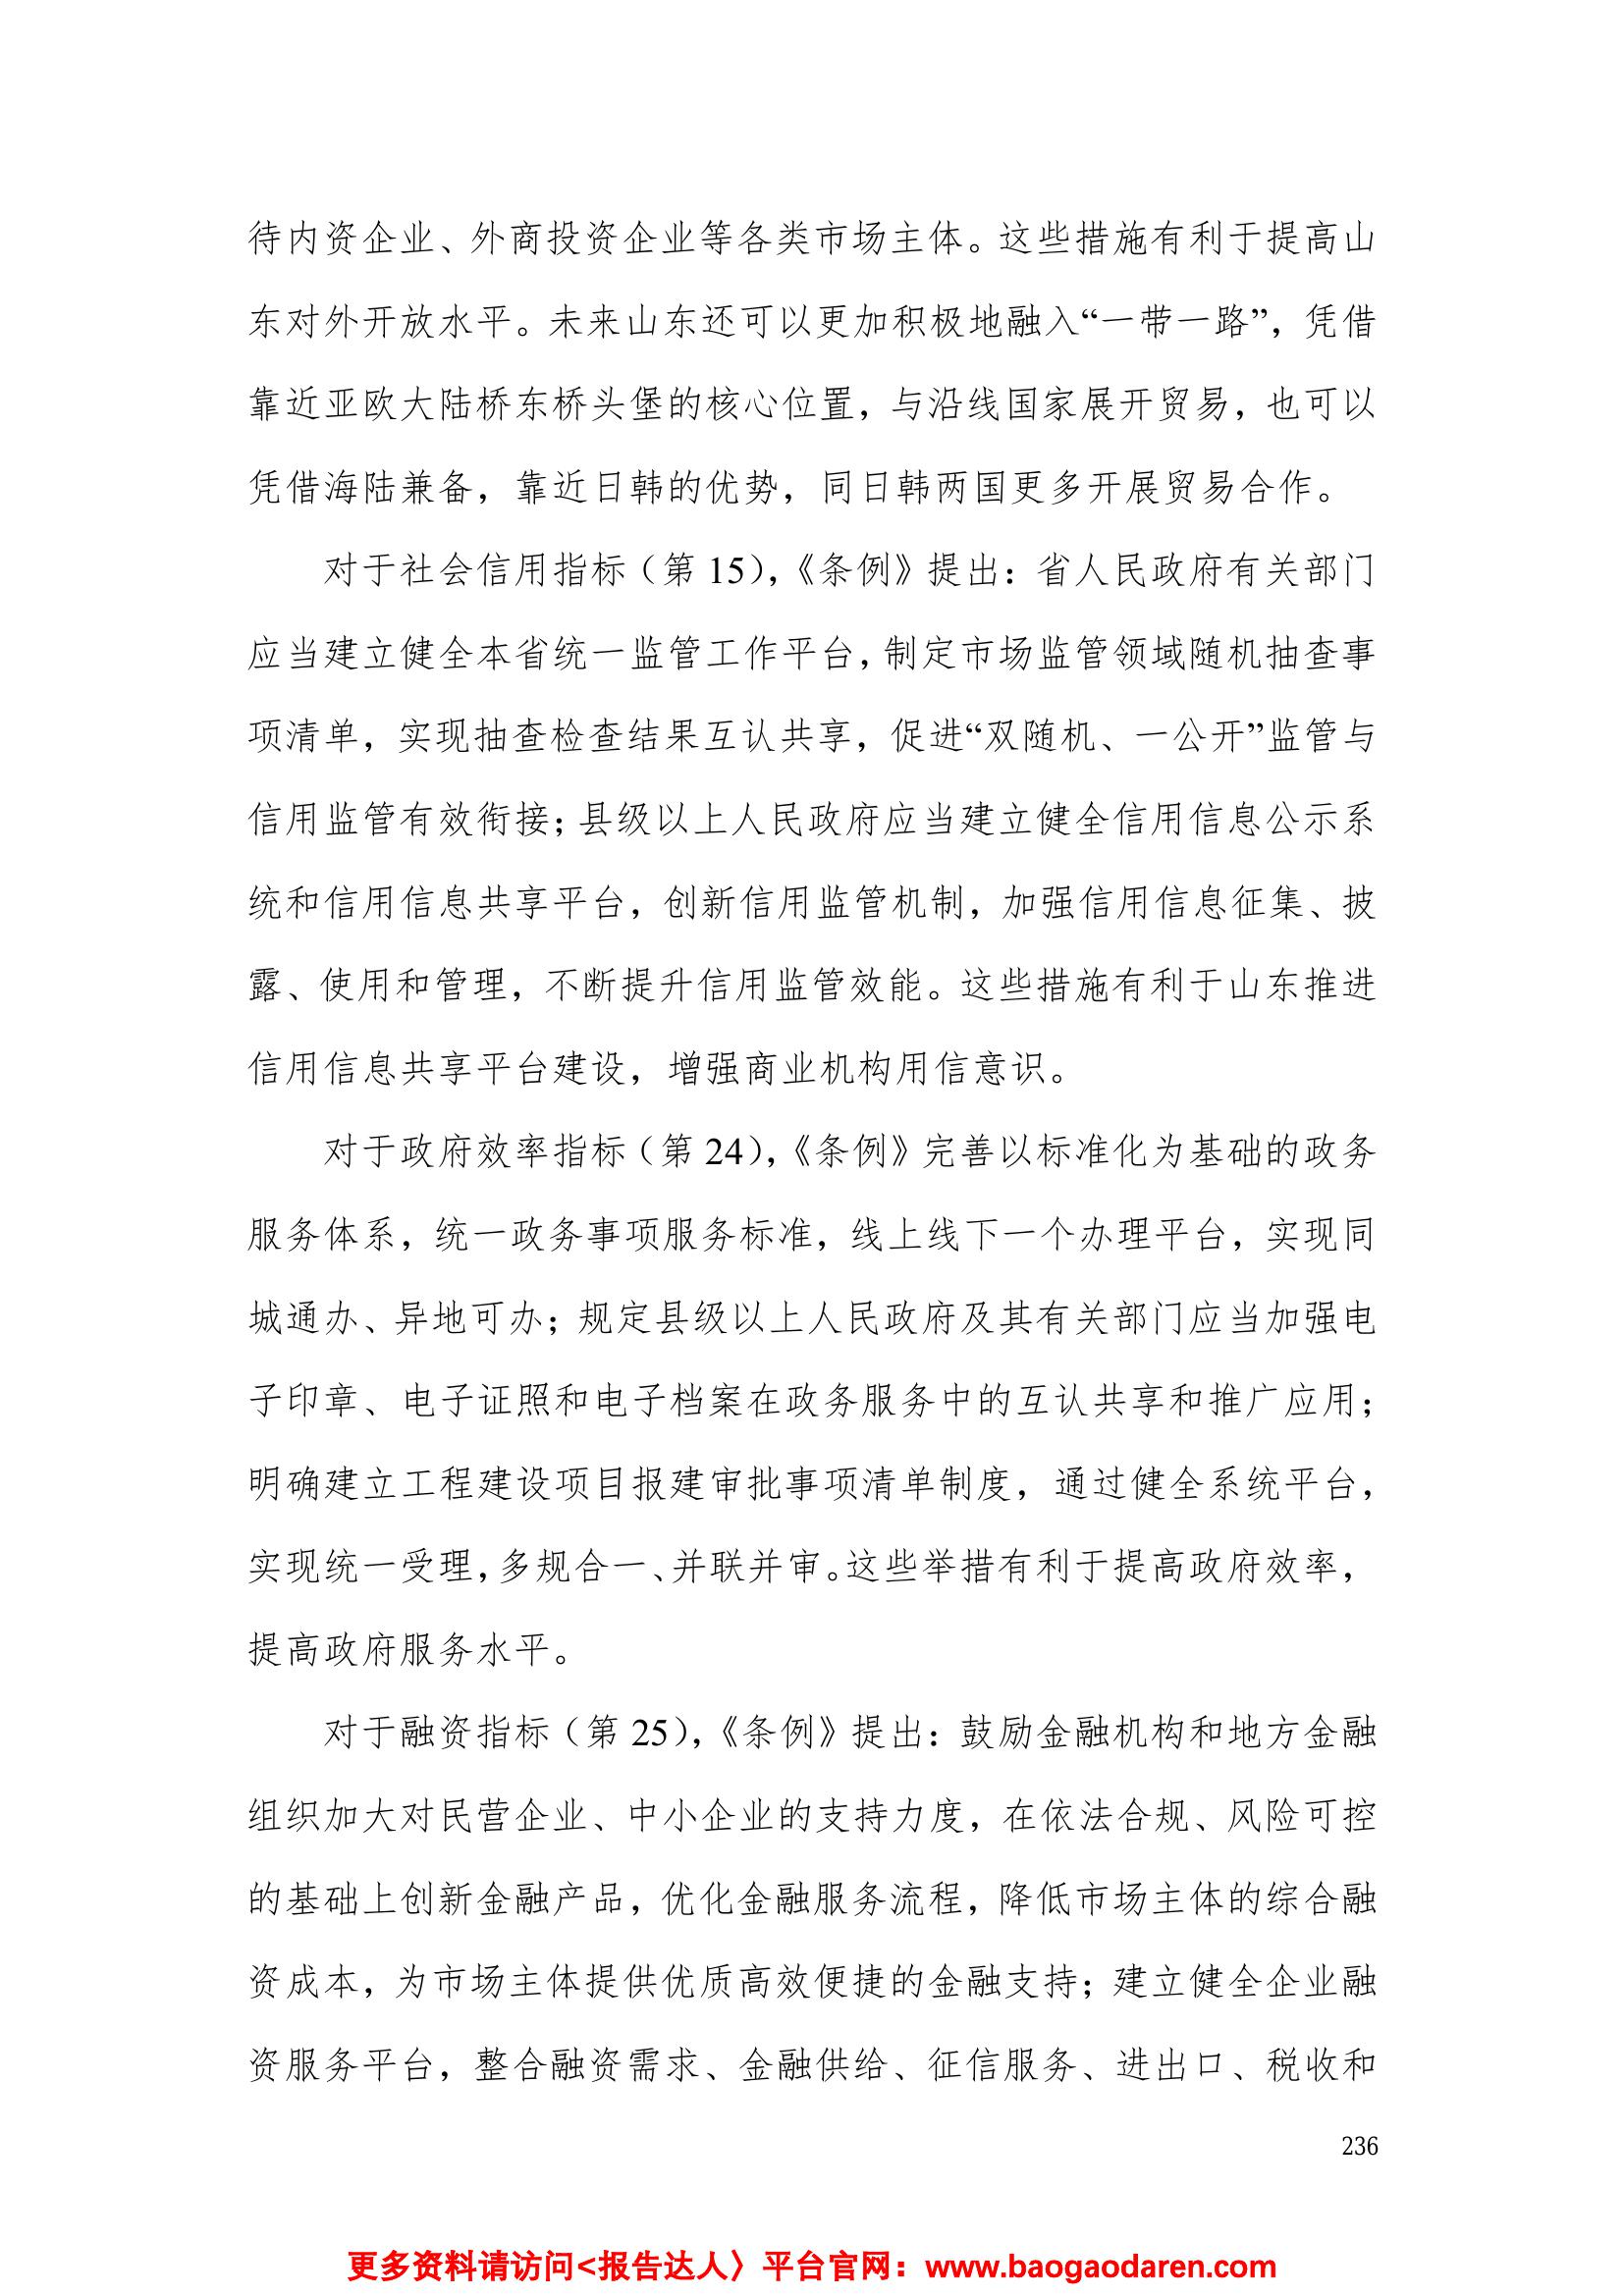 待内资企业、外商投资企业等各类市场主体。这些措施有利于提高山
东对外开放水平。未来山东还可以更加积极地融入“一带一路”，凭借
靠近亚欧大陆桥东桥头堡的核心位置，与沿线国家展开贸易，也可以
凭借海陆兼备，靠近日韩的优势，同日韩两国更多开展贸易合作。
对于社会信用指标（第 15），《条例》提出：省人民政府有关部门
应当建立健全本省统一监管工作平台，制定市场监管领域随机抽查事
项清单，实现抽查检查结果互认共享，促进“双随机、一公开”监管与
信用监管有效衔接；县级以上人民政府应当建立健全信用信息公示系
统和信用信息共享平台，创新信用监管机制，加强信用信息征集、披
露、使用和管理，不断提升信用监管效能。这些措施有利于山东推进
信用信息共享平台建设，增强商业机构用信意识。
对于政府效率指标（第 24），《条例》完善以标准化为基础的政务
服务体系，统一政务事项服务标准，线上线下一个办理平台，实现同
城通办、异地可办；规定县级以上人民政府及其有关部门应当加强电
子印章、电子证照和电子档案在政务服务中的互认共享和推广应用；
明确建立工程建设项目报建审批事项清单制度，通过健全系统平台，
实现统一受理，多规合一、并联并审。这些举措有利于提高政府效率，
提高政府服务水平。
对于融资指标（第 25），《条例》提出：鼓励金融机构和地方金融
组织加大对民营企业、中小企业的支持力度，在依法合规、风险可控
的基础上创新金融产品，优化金融服务流程，降低市场主体的综合融
资成本，为市场主体提供优质高效便捷的金融支持；建立健全企业融
资服务平台，整合融资需求、金融供给、征信服务、进出口、税收和
236
更多资料请访问<报告达人〉平台官网：www.baogaodaren.com